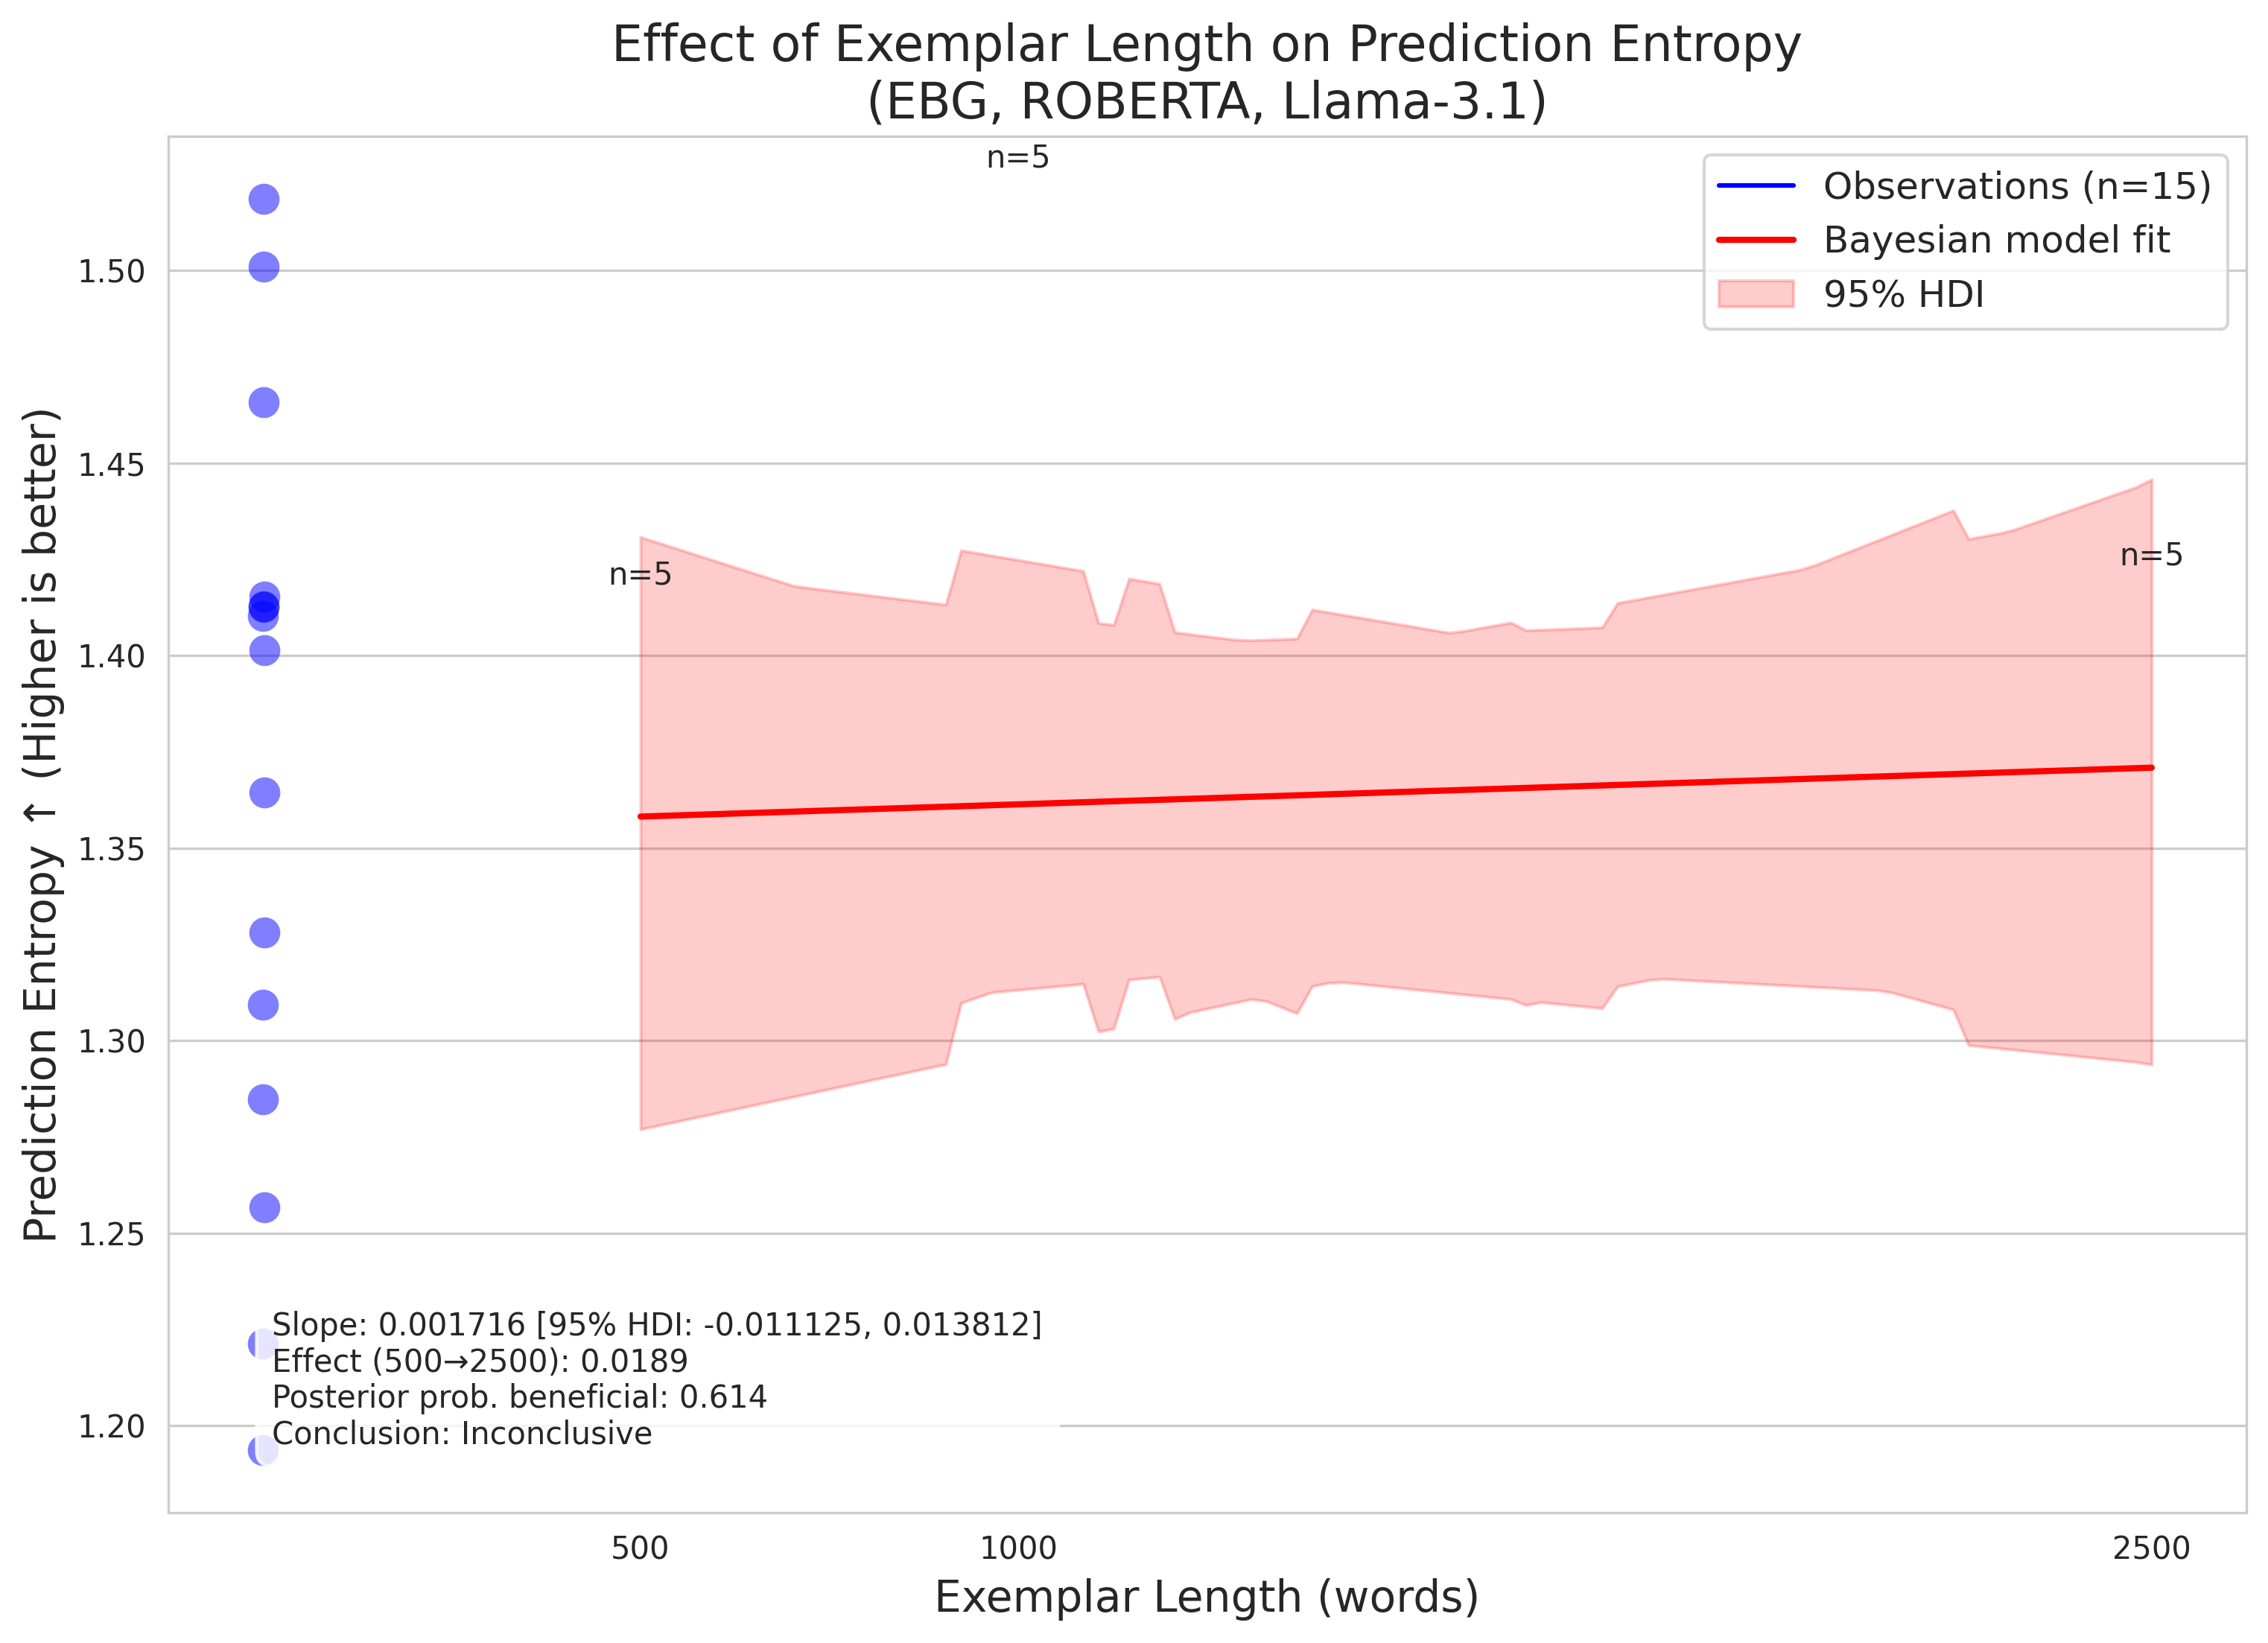 Effect of Exemplar Length on Prediction Entropy
(EBG, ROBERTA, Llama-3.1)
n=5
Observations (n=15)
Bayesian model fit
95% HDI
Prediction Entropy ↑ (Higher is better)
1.50
1.45
1.40
1.35
1.30
1.25
1.20
n=5
n=5
Slope: 0.001716 [95% HDI: -0.011125, 0.013812]
Effect (500→2500): 0.0189
Posterior prob. beneficial: 0.614
Conclusion: Inconclusive
500
1000
2500
Exemplar Length (words)